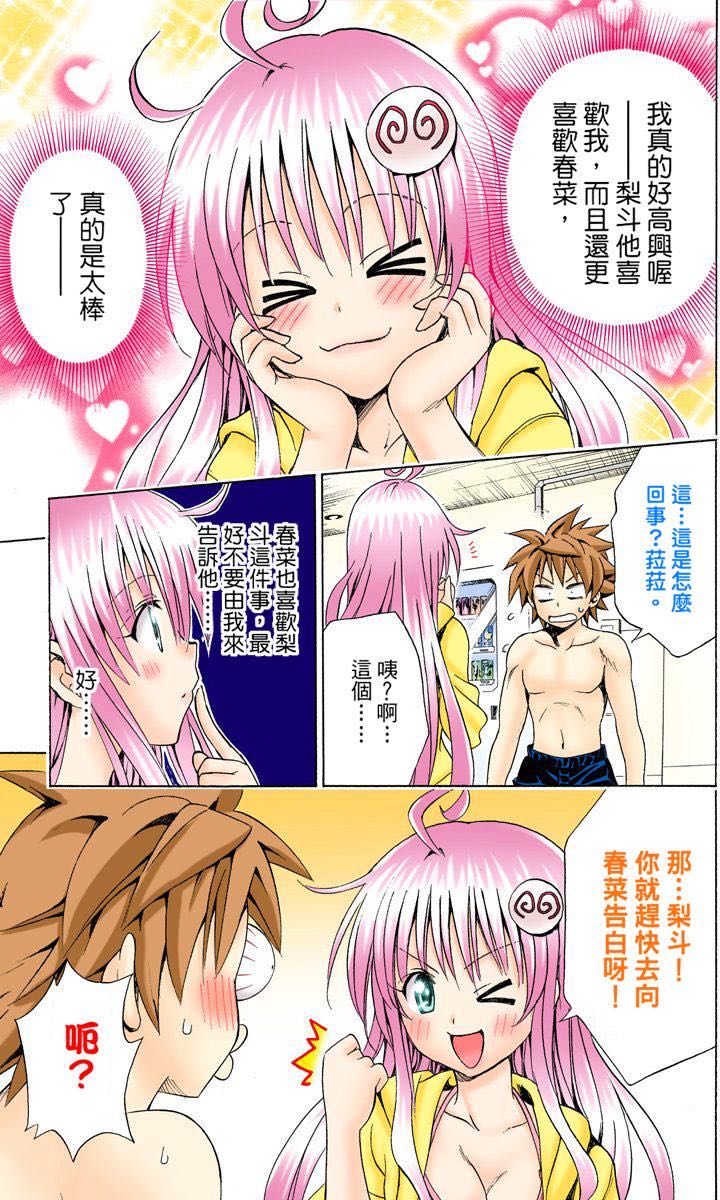 我真的好高興喔
——梨斗他喜
歡我，而且還更
喜歡春菜，
真的是太棒
了——
這…這是怎麼
回事？菈菈。
咦？啊…
這個……
春菜也喜歡梨
斗這件事，最
好不要由我來
告訴他……
好……
那…梨斗！
你就趕快去向
春菜告白呀！
呃？